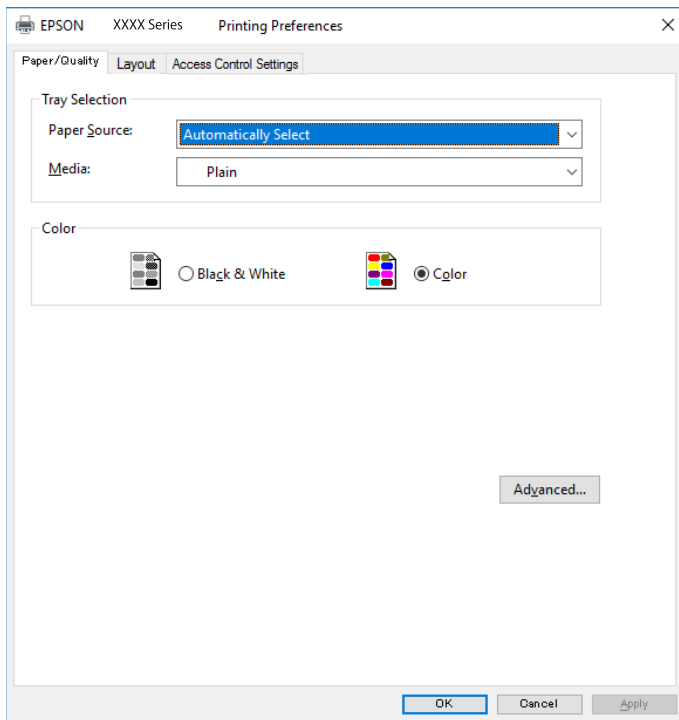 EPSON XXXX Series Printing Preferences
Paper/Quality Layout Access Control Settings
Tray Selection
Paper Source: Automatically Select
Media: Plain
Color
Black & White Color
Advanced...
OK Cancel Apply